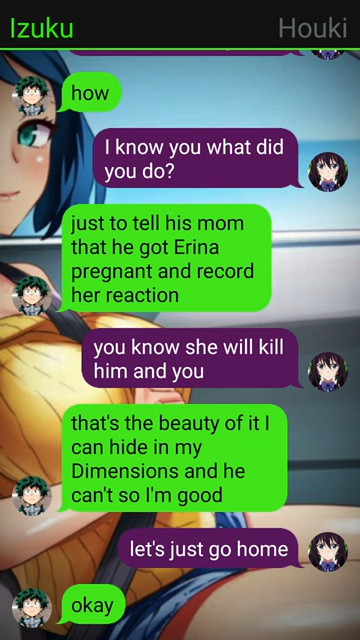 Izuku
Houki
how
I know you what did
you do?
just to tell his mom
that he got Erina
pregnant and record
her reaction
you know she will kill
him and you
that's the beauty of it I
can hide in my
Dimensions and he
can't so I'm good
let's just go home
okay